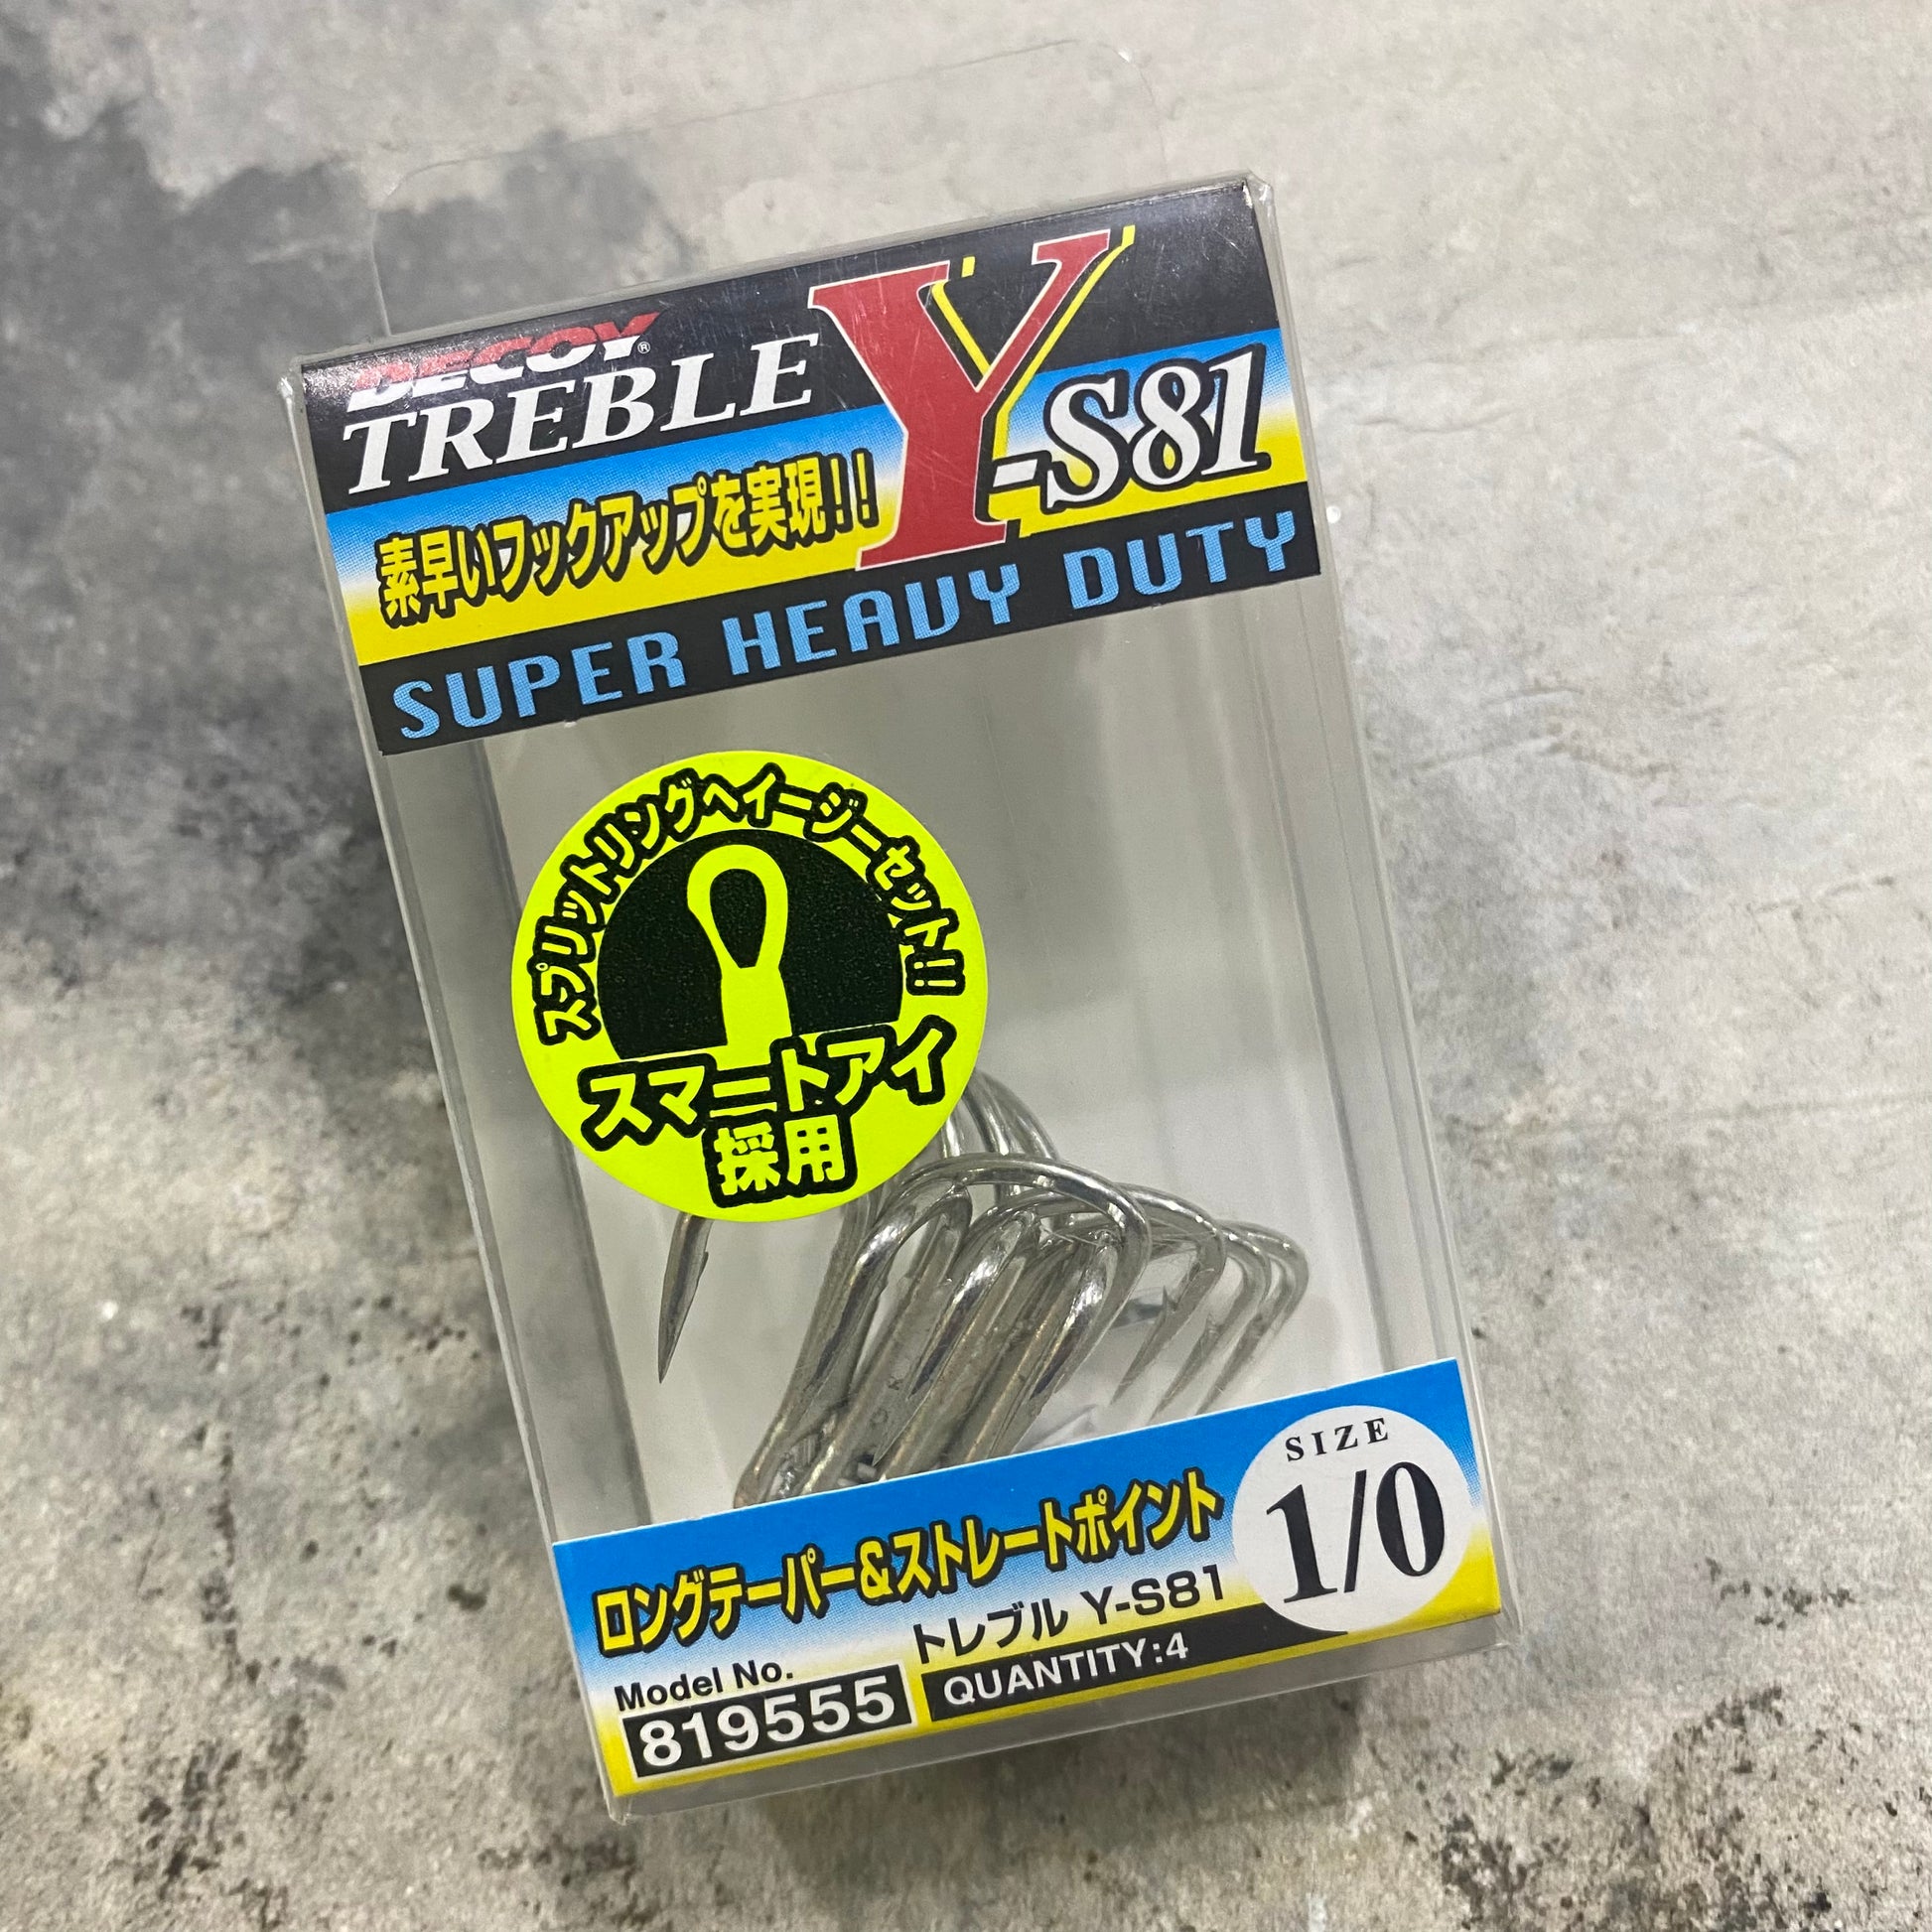 DECOY®
TREBLE Y-S81
素早いフックアップを実現!!
SUPER HEAVY DUTY
スプリットリングへイージーセット!!
スマートアイ
採用
SIZE
1/0
ロングテーパー&ストレートポイント
トレブル Y-S81
Model No.
819555
QUANTITY:4